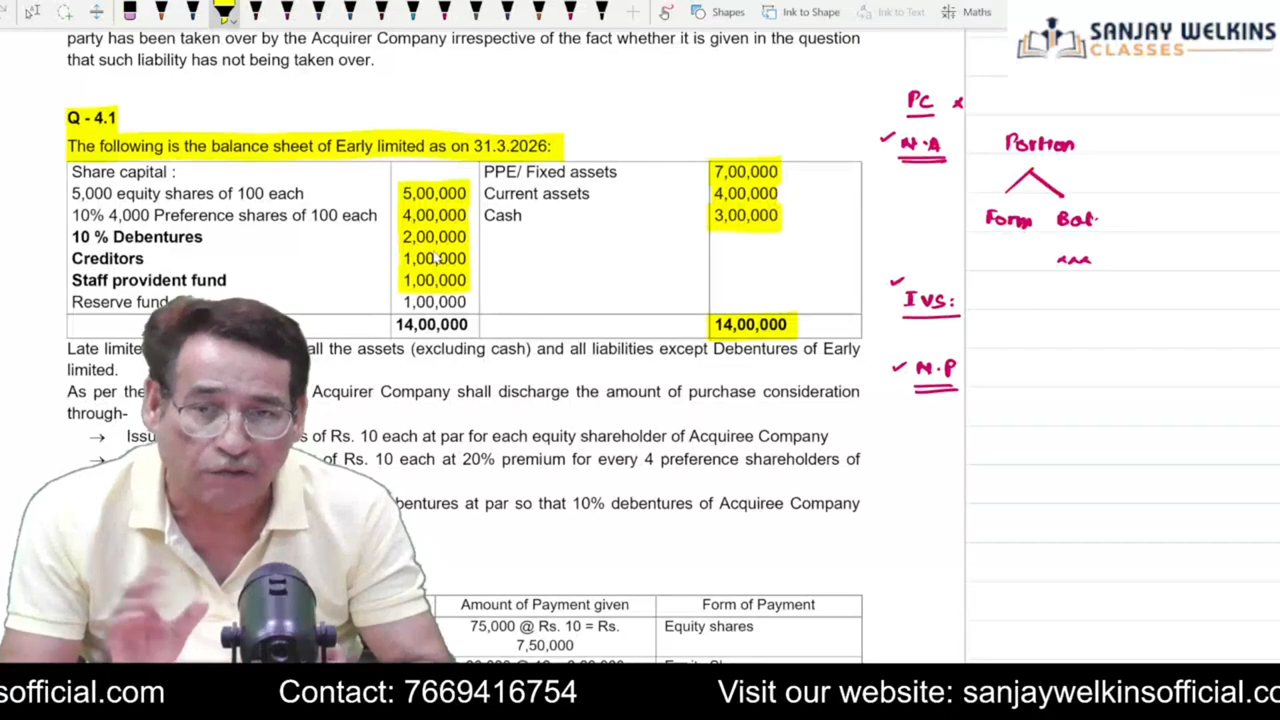 Shapes Ink to Shape Ink to Text Maths
SANJAY WELKINS
CLASSES
party has been taken over by the Acquirer Company irrespective of the fact whether it is given in the question
that such liability has not being taken over.
Q - 4.1
The following is the balance sheet of Early limited as on 31.3.2026:
Share capital : PPE/ Fixed assets 7,00,000
5,000 equity shares of 100 each 5,00,000 Current assets 4,00,000
10% 4,000 Preference shares of 100 each 4,00,000 Cash 3,00,000
10 % Debentures 2,00,000
Creditors 1,00,000
Staff provident fund 1,00,000
Reserve fund 1,00,000
14,00,000 14,00,000
Late all the assets (excluding cash) and all liabilities except Debentures of Early
limited.
As per the Acquirer Company shall discharge the amount of purchase consideration
through-
→ of Rs. 10 each at par for each equity shareholder of Acquiree Company
→ of Rs. 10 each at 20% premium for every 4 preference shareholders of
at par so that 10% debentures of Acquiree Company
Amount of Payment given Form of Payment
75,000 @ Rs. 10 = Rs. Equity shares
7,50,000
PC x
✓ N.A
✓ IVS:
✓ N.P
Portion
Form Bal.
xxx
sofficial.com Contact: 7669416754 Visit our website: sanjaywelkinsofficial.co